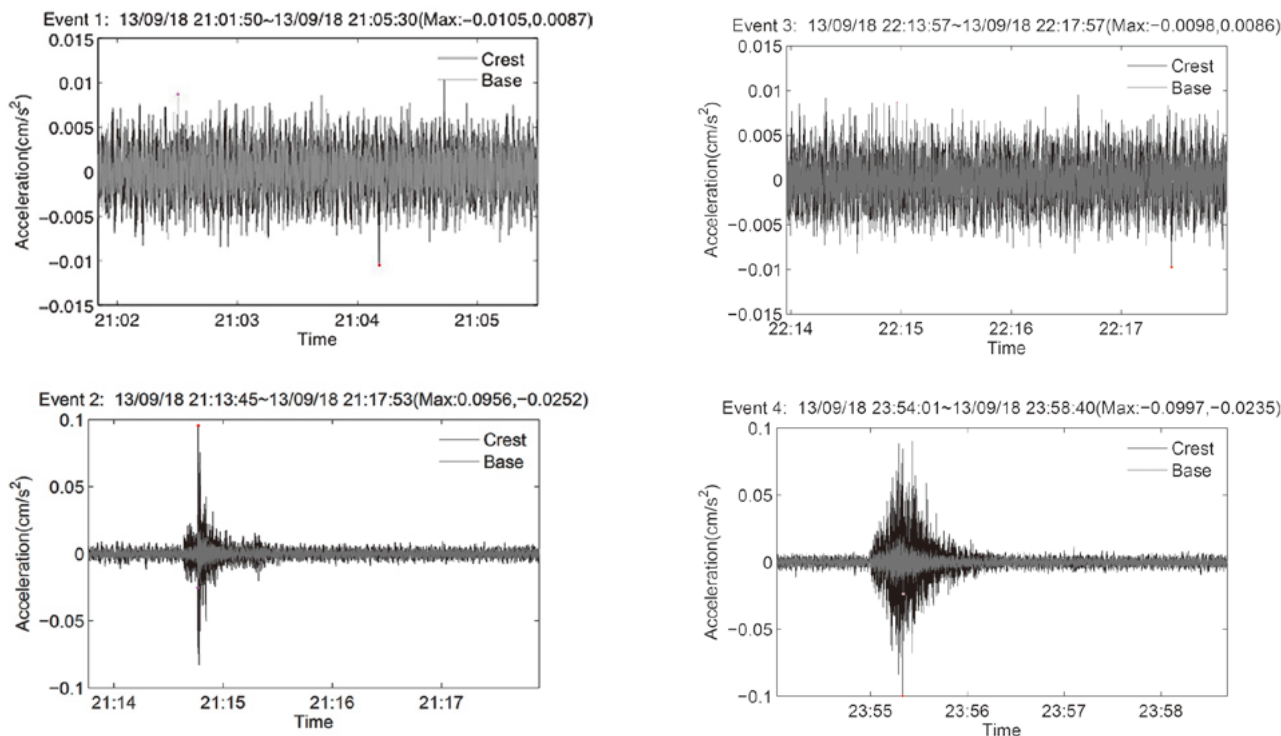 Event 1: 13/09/18 21:01:50~13/09/18 21:05:30(Max:−0.0105,0.0087)
0.015
0.01
0.005
0
−0.005
−0.01
−0.015
Acceleration(cm/s²)
Crest
Base
21:02 21:03 21:04 21:05
Time
Event 3: 13/09/18 22:13:57~13/09/18 22:17:57(Max:−0.0098,0.0086)
0.015
0.01
0.005
0
−0.005
−0.01
−0.015
Acceleration(cm/s²)
Crest
Base
22:14 22:15 22:16 22:17
Time
Event 2: 13/09/18 21:13:45~13/09/18 21:17:53(Max:0.0956,−0.0252)
0.1
0.05
0
−0.05
−0.1
Acceleration(cm/s²)
Crest
Base
21:14 21:15 21:16 21:17
Time
Event 4: 13/09/18 23:54:01~13/09/18 23:58:40(Max:−0.0997,−0.0235)
0.1
0.05
0
−0.05
−0.1
Acceleration(cm/s²)
Crest
Base
23:55 23:56 23:57 23:58
Time